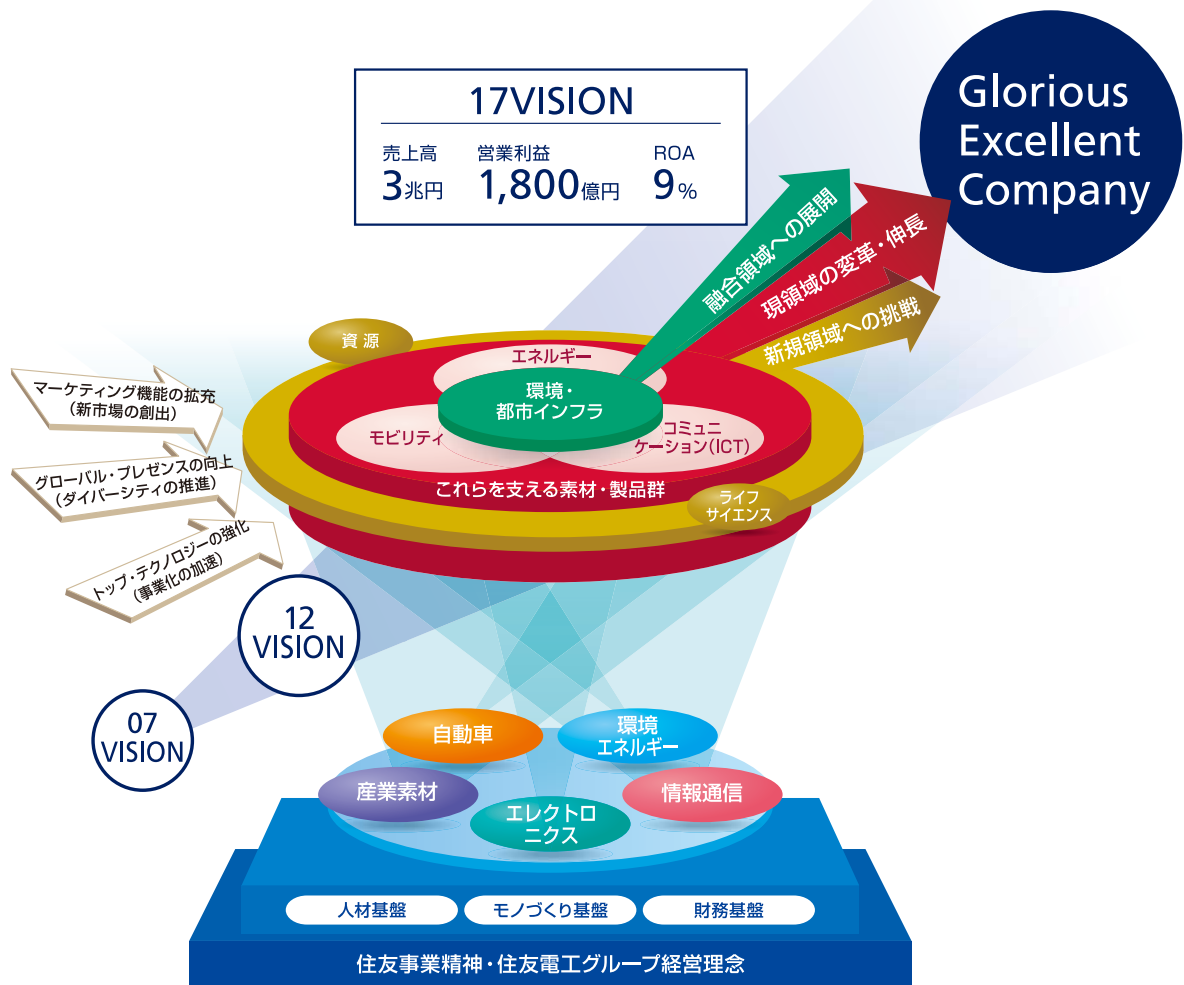 17VISION
売上高 営業利益 ROA
3兆円 1,800億円 9%
Glorious
Excellent
Company
融合領域への展開
現領域の変革・伸長
新規領域への挑戦
資源
エネルギー
環境・
都市インフラ
モビリティ
コミュニ
ケーション(ICT)
これらを支える素材・製品群
ライフ
サイエンス
マーケティング機能の拡充
(新市場の創出)
グローバル・プレゼンスの向上
(ダイバーシティの推進)
トップ・テクノロジーの強化
(事業化の加速)
12
VISION
07
VISION
自動車
環境
エネルギー
産業素材
エレクトロ
ニクス
情報通信
人材基盤 モノづくり基盤 財務基盤
住友事業精神・住友電工グループ経営理念